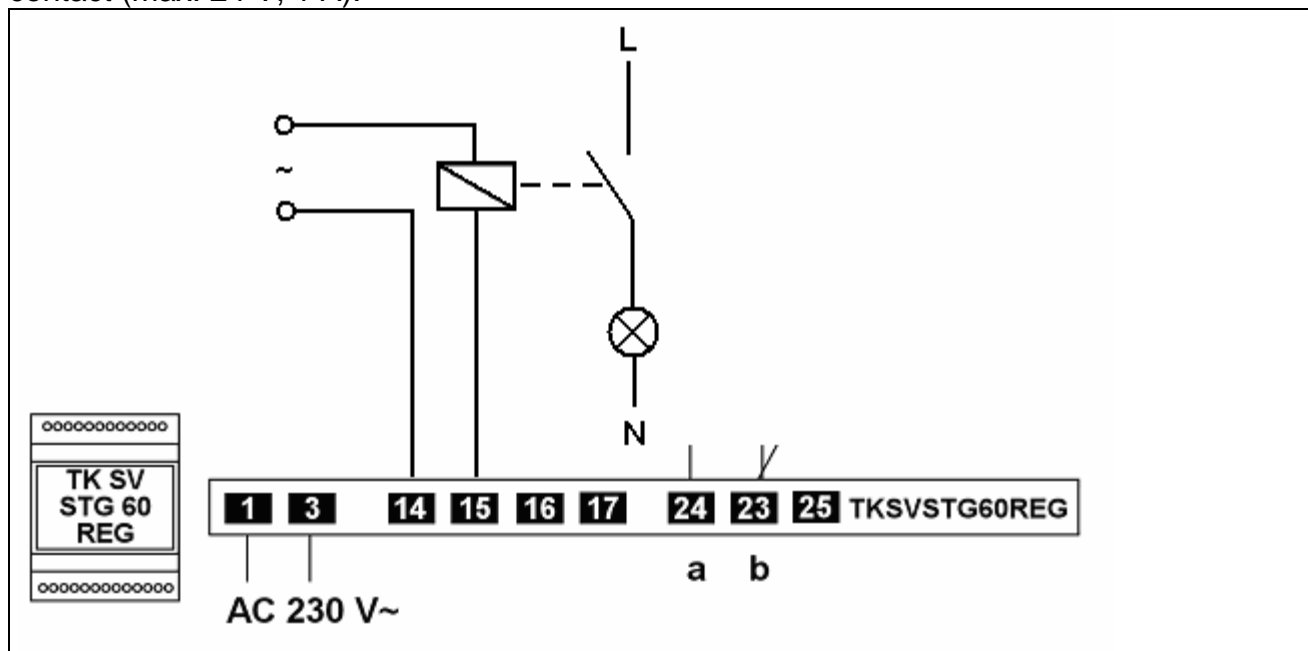 contact (max. 24 V, 1 A).
L
~
N
TK SV
STG 60
REG
1 3 14 15 16 17 24 23 25 TKSVSTG60REG
a b
AC 230 V~